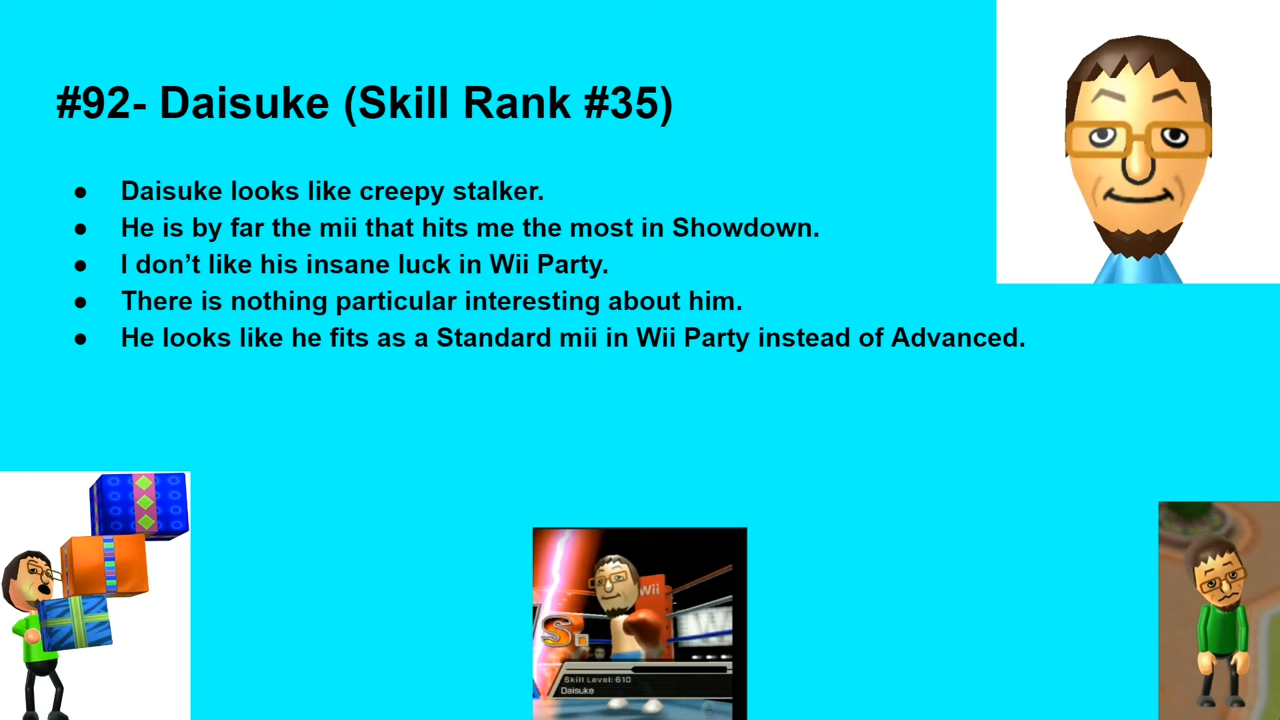 #92- Daisuke (Skill Rank #35)
● Daisuke looks like creepy stalker.
● He is by far the mii that hits me the most in Showdown.
● I don’t like his insane luck in Wii Party.
● There is nothing particular interesting about him.
● He looks like he fits as a Standard mii in Wii Party instead of Advanced.
Wii
S.
Skill Level: 610
Daisuke